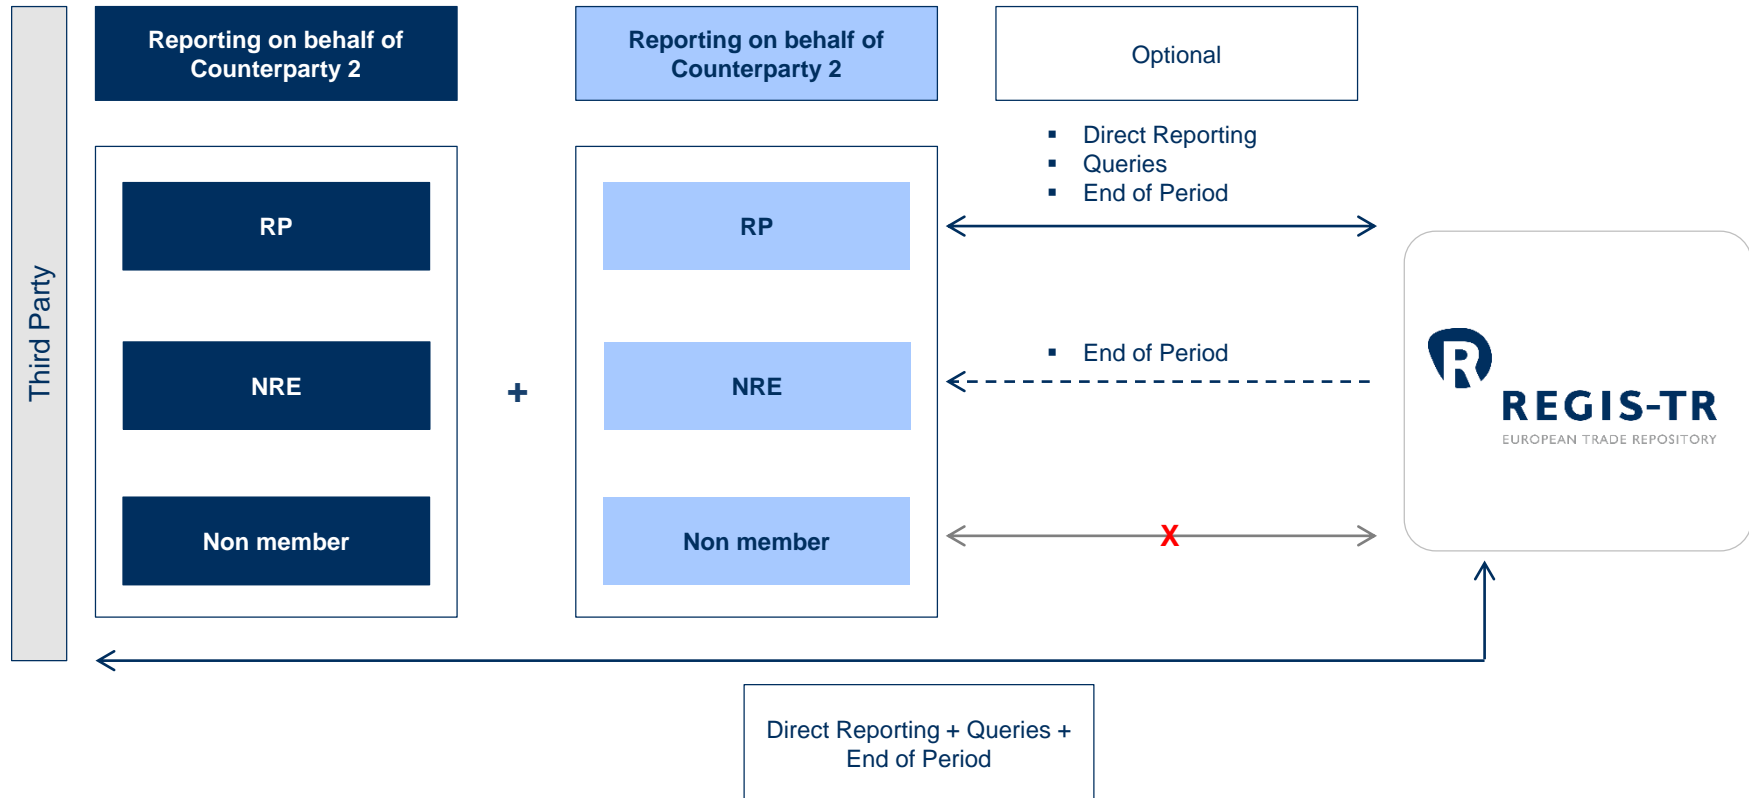 Third Party
Reporting on behalf of
Counterparty 2
Reporting on behalf of
Counterparty 2
Optional
▪ Direct Reporting
▪ Queries
▪ End of Period
RP
RP
▪ End of Period
NRE
+
NRE
Non member
Non member
X
R
REGIS-TR
EUROPEAN TRADE REPOSITORY
Direct Reporting + Queries +
End of Period